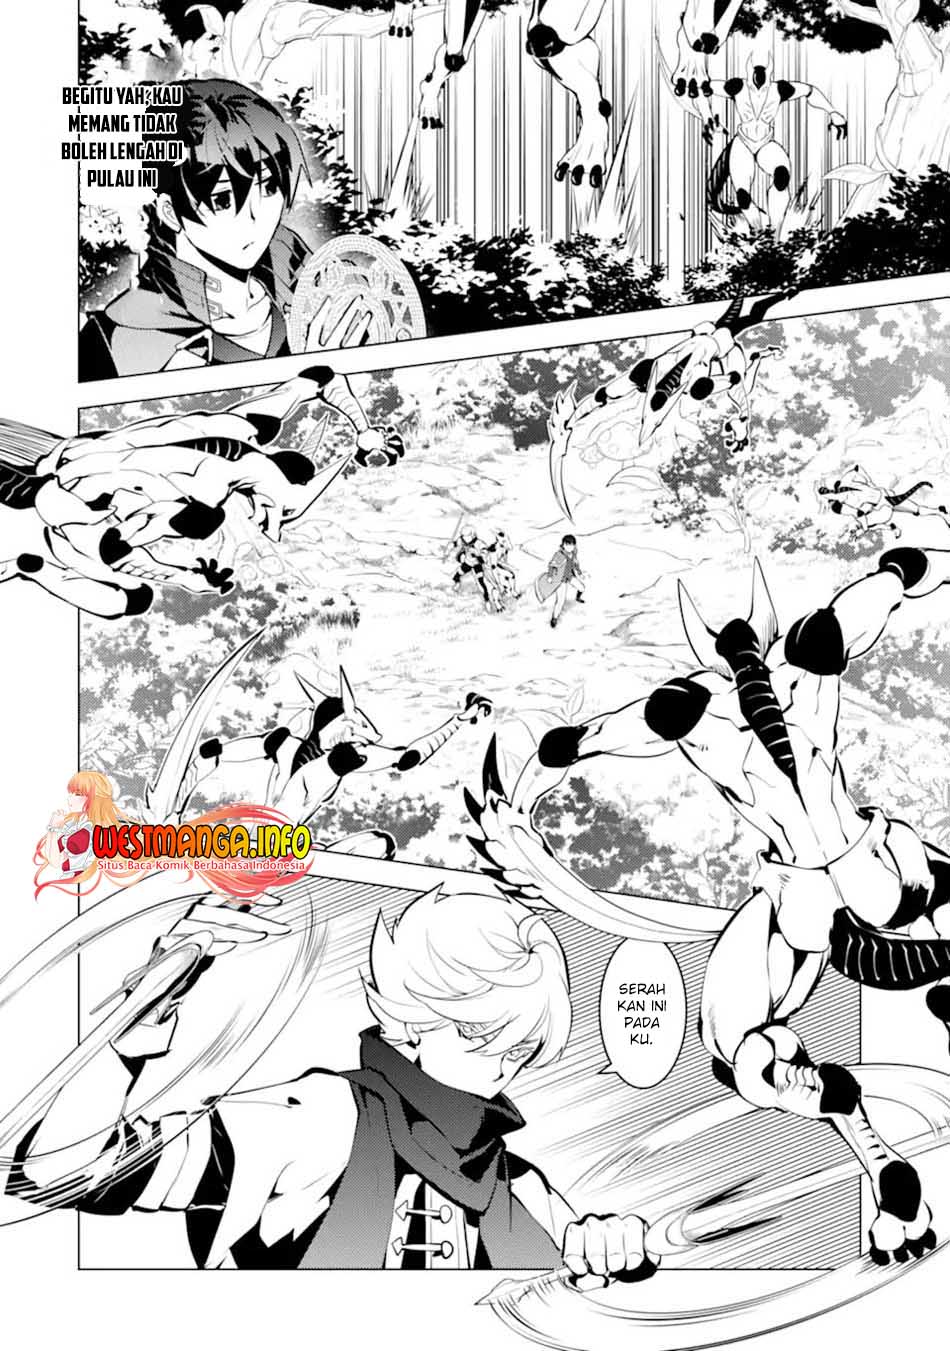 BEGITU YAH, KAU
MEMANG TIDAK
BOLEH LENGAH DI
PULAU INI
WESTMANGA.INFO
Situs Baca Komik Berbahasa Indonesia
SERAH
KAN INI
PADA
KU.